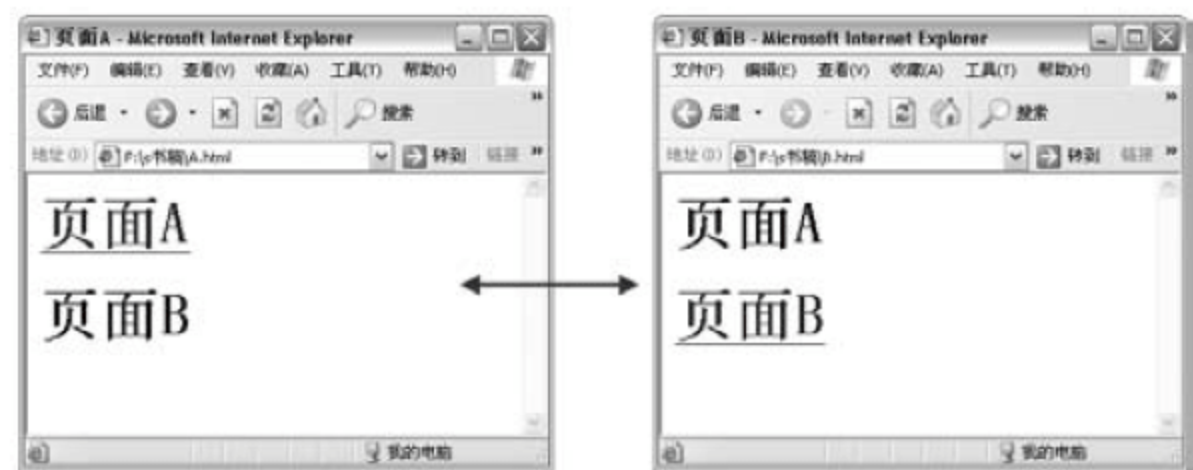 页面A - Microsoft Internet Explorer
文件(F) 编辑(E) 查看(V) 收藏(A) 工具(T) 帮助(H)
后退 搜索 »
地址(D) F:\s书稿\A.html 转到 链接 »
页面A
页面B
我的电脑
页面B - Microsoft Internet Explorer
文件(F) 编辑(E) 查看(V) 收藏(A) 工具(T) 帮助(H)
后退 搜索 »
地址(D) F:\s书稿\B.html 转到 链接 »
页面A
页面B
我的电脑